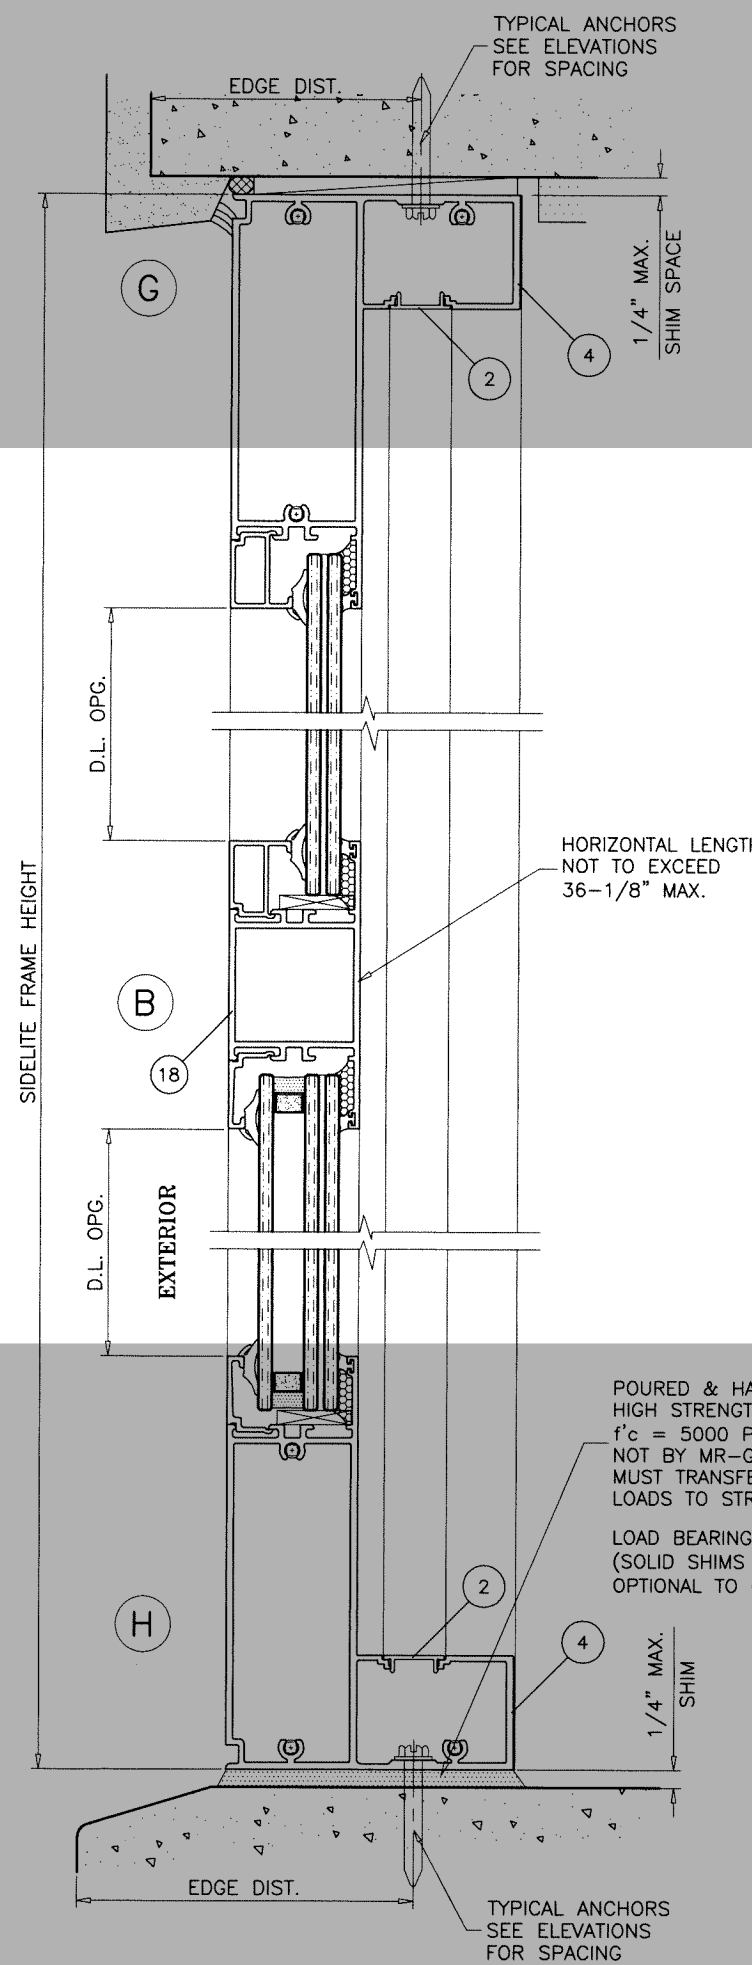 TYPICAL ANCHORS
SEE ELEVATIONS
FOR SPACING
EDGE DIST.
1/4" MAX.
SHIM SPACE
G
4
2
D.L. OPG.
SIDELITE FRAME HEIGHT
HORIZONTAL LENGTH
NOT TO EXCEED
36-1/8" MAX.
B
18
D.L. OPG.
EXTERIOR
POURED & HA
HIGH STRENGT
f'c = 5000 P
NOT BY MR-G
MUST TRANSFE
LOADS TO STR
LOAD BEARING
(SOLID SHIMS
OPTIONAL TO
2
H
4
1/4" MAX.
SHIM
EDGE DIST.
TYPICAL ANCHORS
SEE ELEVATIONS
FOR SPACING